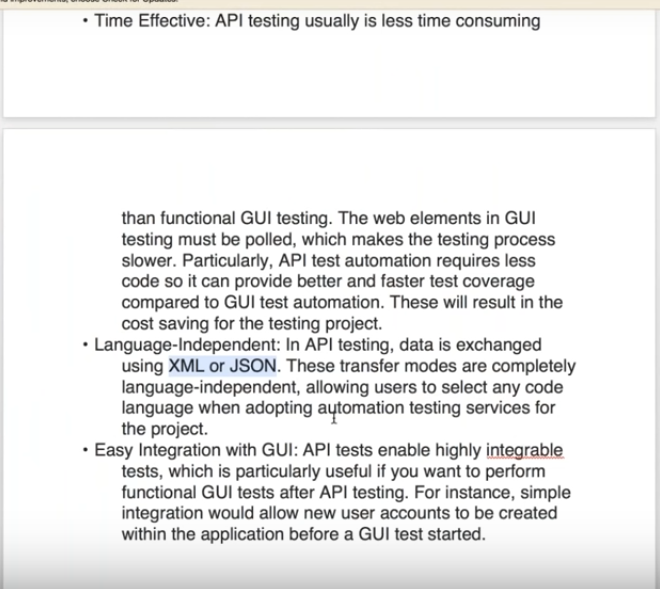 • Time Effective: API testing usually is less time consuming
than functional GUI testing. The web elements in GUI
testing must be polled, which makes the testing process
slower. Particularly, API test automation requires less
code so it can provide better and faster test coverage
compared to GUI test automation. These will result in the
cost saving for the testing project.
• Language-Independent: In API testing, data is exchanged
using XML or JSON. These transfer modes are completely
language-independent, allowing users to select any code
language when adopting automation testing services for
the project.
• Easy Integration with GUI: API tests enable highly integrable
tests, which is particularly useful if you want to perform
functional GUI tests after API testing. For instance, simple
integration would allow new user accounts to be created
within the application before a GUI test started.